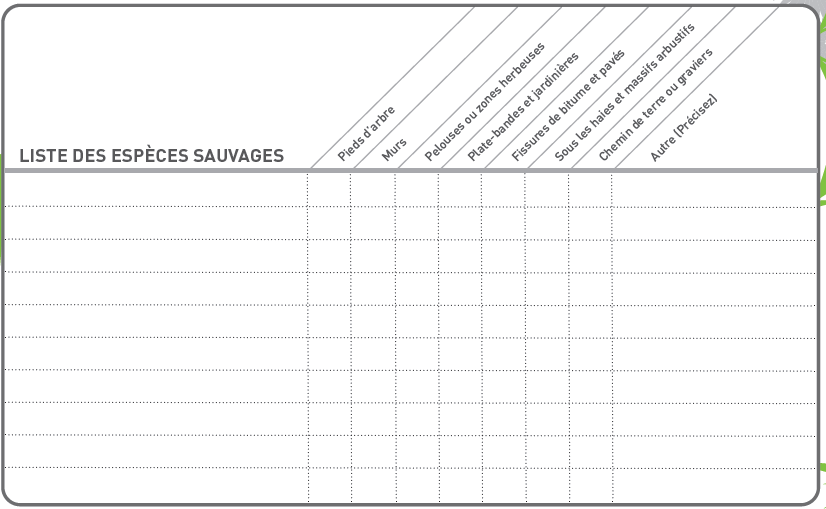 LISTE DES ESPÈCES SAUVAGES
Pieds d'arbre
Murs
Pelouses ou zones herbeuses
Plate-bandes et jardinières
Fissures de bitume et pavés
Sous les haies et massifs arbustifs
Chemin de terre ou graviers
Autre (Précisez)